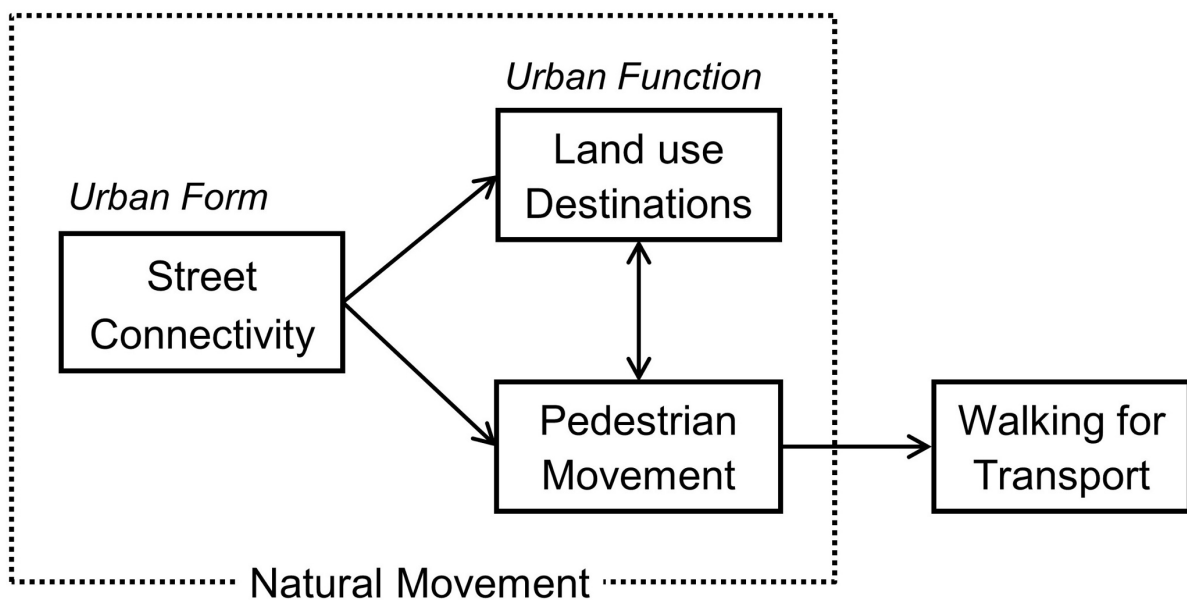 Urban Function
Land use
Destinations
Urban Form
Street
Connectivity
Pedestrian
Movement
Walking for
Transport
Natural Movement